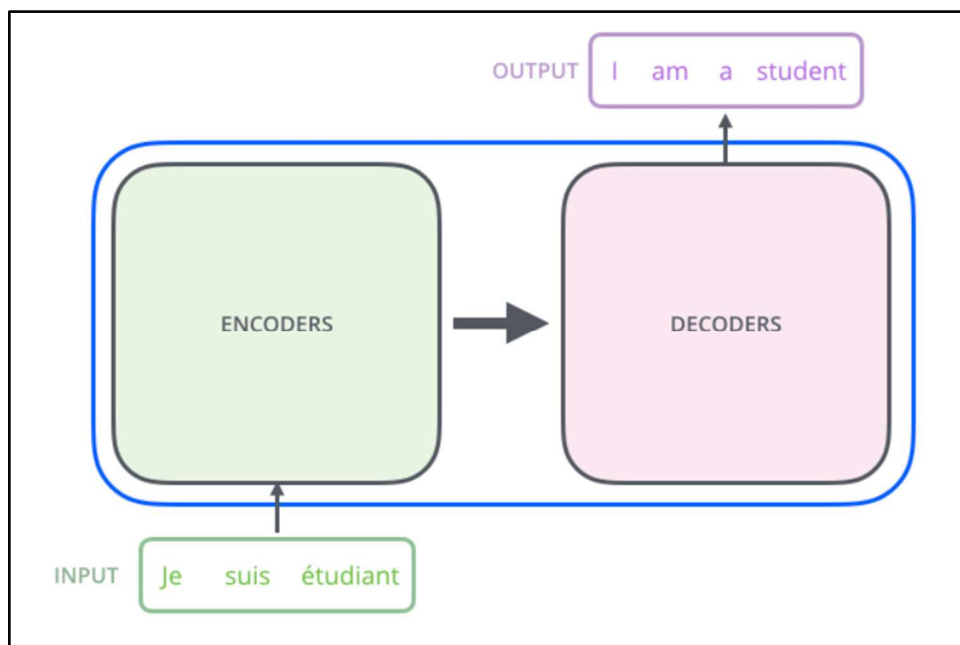 OUTPUT I am a student
ENCODERS DECODERS
INPUT Je suis étudiant